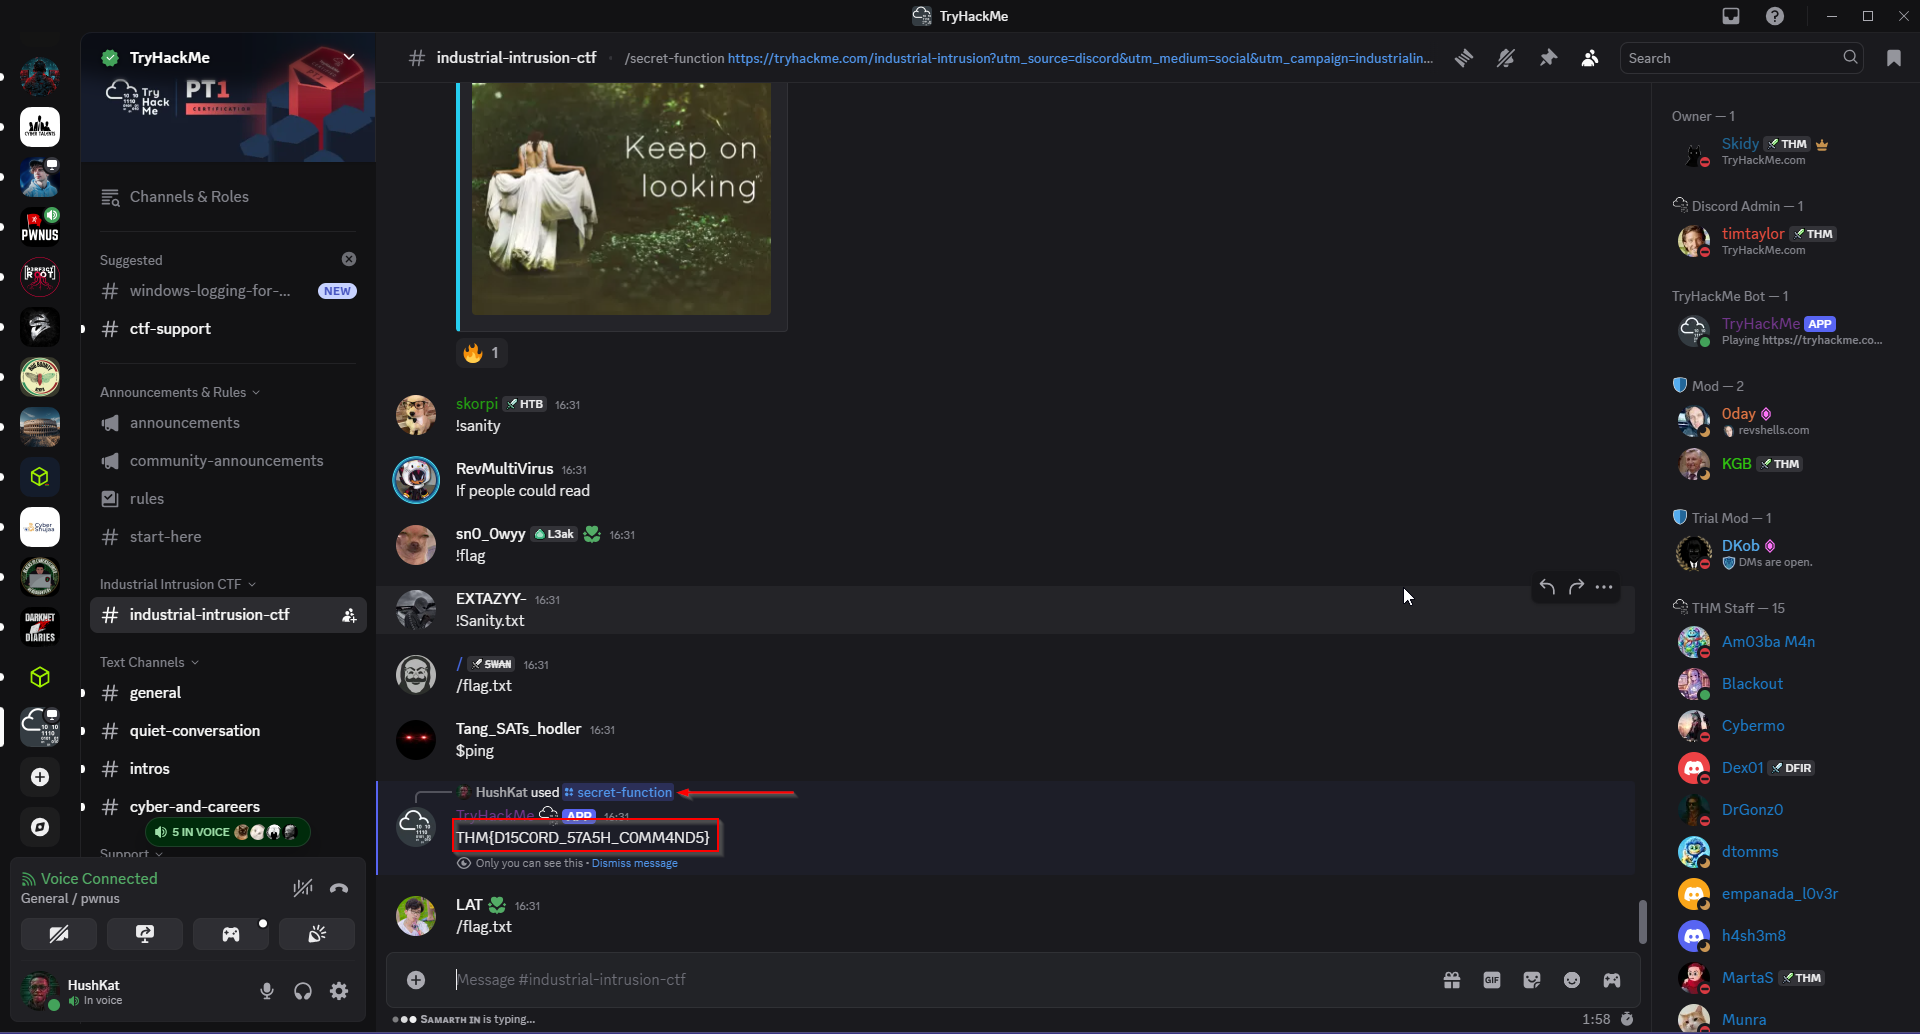 TryHackMe
TryHackMe
Try
Hack
Me
PT1
CERTIFICATION
Channels & Roles
Suggested
windows-logging-for-...
NEW
ctf-support
Announcements & Rules
announcements
community-announcements
rules
start-here
Industrial Intrusion CTF
industrial-intrusion-ctf
Text Channels
general
quiet-conversation
intros
cyber-and-careers
5 IN VOICE
Support
Voice Connected
General / pwnus
HushKat
In voice
CYBER TALENTS
PWNUS
DARKNET
DIARIES
industrial-intrusion-ctf
/secret-function https://tryhackme.com/industrial-intrusion?utm_source=discord&utm_medium=social&utm_campaign=industrialin...
Search
Keep on
looking
1
skorpi HTB 16:31
!sanity
RevMultiVirus 16:31
If people could read
sn0_0wyy L3ak 16:31
!flag
EXTAZYY- 16:31
!Sanity.txt
/ SWAN 16:31
/flag.txt
Tang_SATs_hodler 16:31
$ping
HushKat used secret-function
TryHackMe APP 16:31
THM{D15C0RD_57A5H_C0MM4ND5}
Only you can see this • Dismiss message
LAT 16:31
/flag.txt
Message #industrial-intrusion-ctf
GIF
SAMARTH IN is typing...
1:58
Owner — 1
Skidy THM
TryHackMe.com
Discord Admin — 1
timtaylor THM
TryHackMe.com
TryHackMe Bot — 1
TryHackMe APP
Playing https://tryhackme.co...
Mod — 2
0day
revshells.com
KGB THM
Trial Mod — 1
DKob
DMs are open.
THM Staff — 15
Am03ba M4n
Blackout
Cybermo
Dex01 DFIR
DrGonz0
dtomms
empanada_l0v3r
h4sh3m8
MartaS THM
Munra